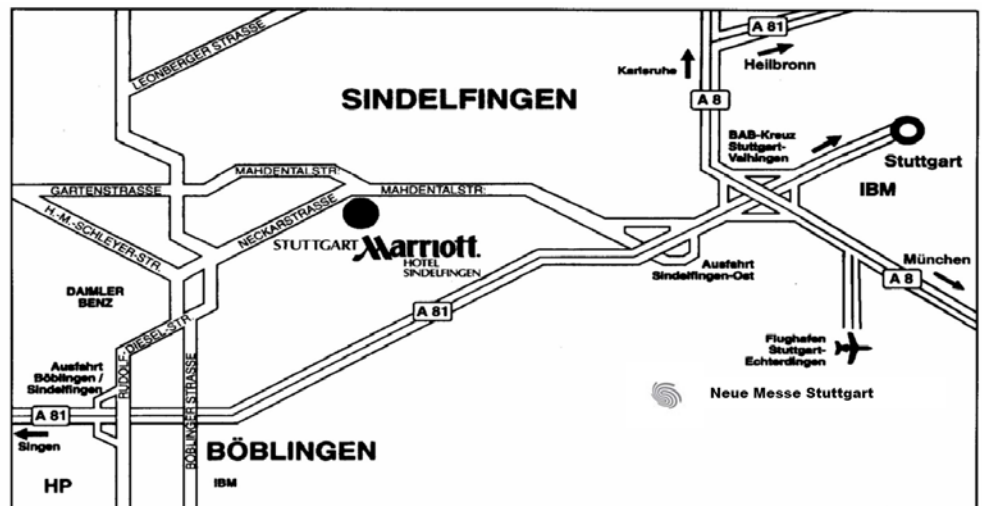 LEONBERGER STRASSE
A 81
Karlsruhe
Heilbronn
SINDELFINGEN
A 8
BAB-Kreuz
Stuttgart-
Vaihingen
Stuttgart
IBM
MAHDENTALSTR:
GARTENSTRASSE
MAHDENTALSTR:
H.-M.-SCHLEYER-STR.
NECKARSTRASSE
STUTTGART Marriott.
HOTEL
SINDELFINGEN
Ausfahrt
Sindelfingen-Ost
München
A 8
DAIMLER
BENZ
A 81
RUDOLF-DIESEL-STR.
Flughafen
Stuttgart-
Echterdingen
Ausfahrt
Böblingen /
Sindelfingen
BÖBLINGER STRASSE
Neue Messe Stuttgart
A 81
Singen
BÖBLINGEN
HP
IBM